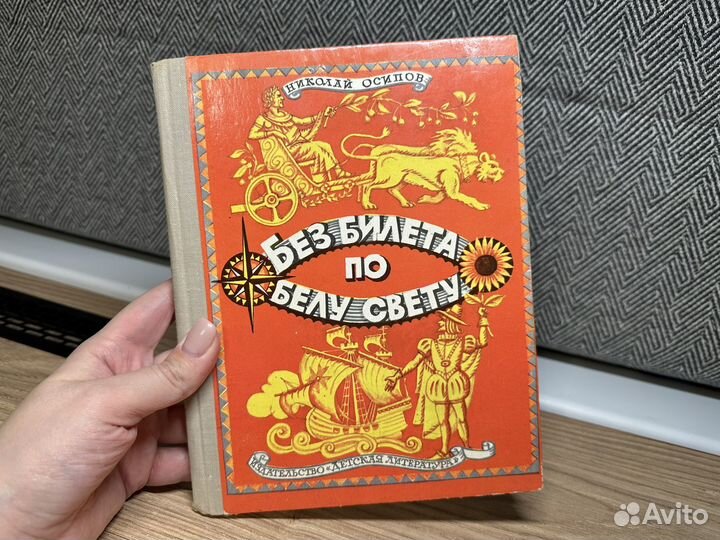 НИКОЛАЙ ОСИПОВ
БЕЗ БИЛЕТА
ПО
БЕЛУ СВЕТУ
ИЗДАТЕЛЬСТВО «ДЕТСКАЯ ЛИТЕРАТУРА»
Avito